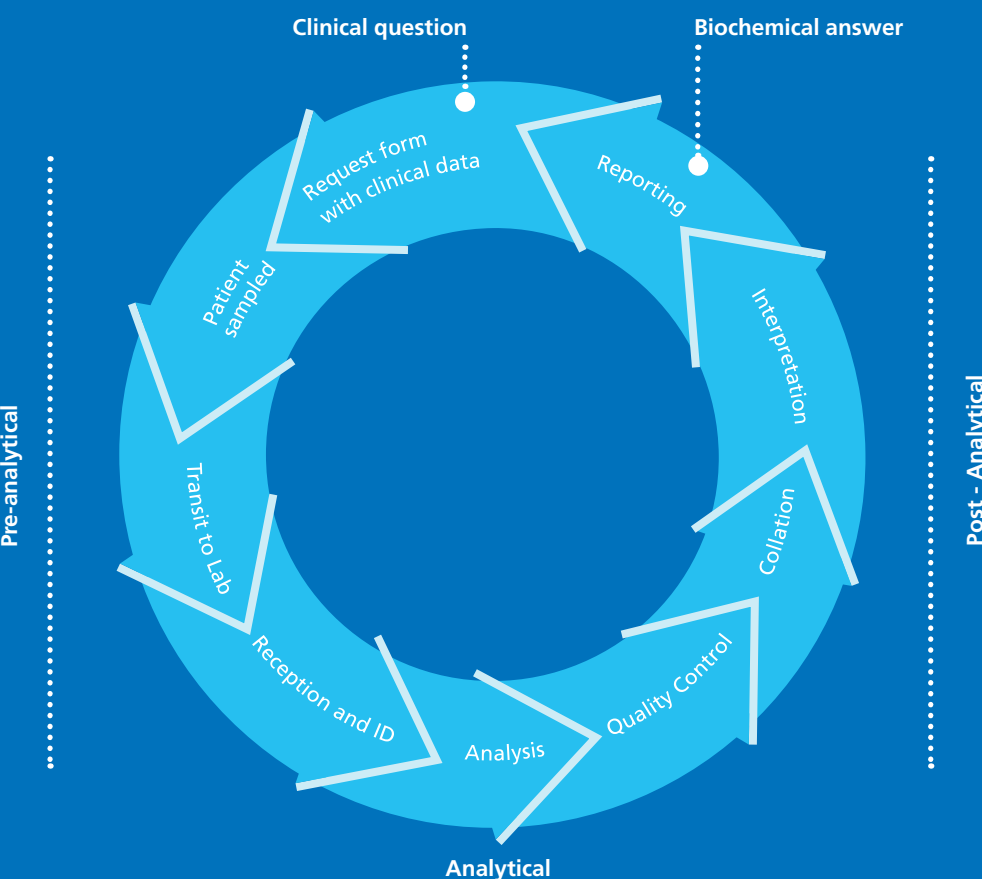 Clinical question
Biochemical answer
Request form
with clinical data
Patient
sampled
Transit to Lab
Reception and ID
Analysis
Quality Control
Collation
Interpretation
Reporting
Pre-analytical
Analytical
Post - Analytical